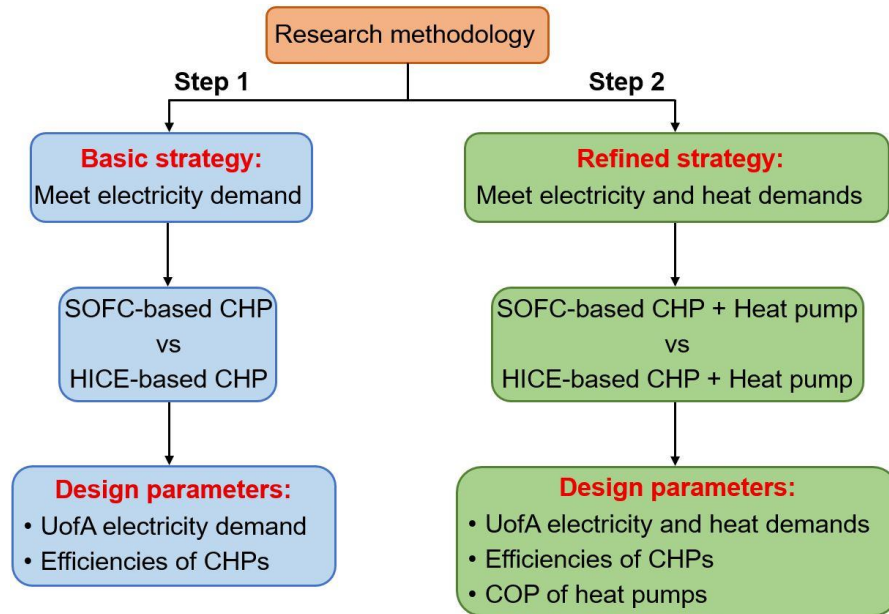 Research methodology
Step 1
Step 2
Basic strategy:
Meet electricity demand
Refined strategy:
Meet electricity and heat demands
SOFC-based CHP
vs
HICE-based CHP
SOFC-based CHP + Heat pump
vs
HICE-based CHP + Heat pump
Design parameters:
• UofA electricity demand
• Efficiencies of CHPs
Design parameters:
• UofA electricity and heat demands
• Efficiencies of CHPs
• COP of heat pumps